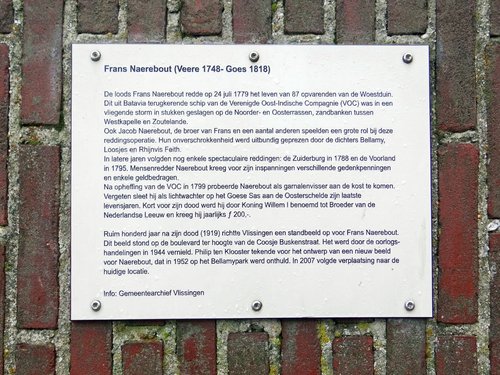 Frans Naerebout (Veere 1748- Goes 1818)
De loods Frans Naerebout redde op 24 juli 1779 het leven van 87 opvarenden van de Woestduin.
Dit uit Batavia terugkerende schip van de Verenigde Oost-Indische Compagnie (VOC) was in een
vliegende storm in stukken geslagen op de Noorder- en Oosterrassen, zandbanken tussen
Westkapelle en Zoutelande.
Ook Jacob Naerebout, de broer van Frans en een aantal anderen speelden een grote rol bij deze
reddingsoperatie. Hun onverschrokkenheid werd uitbundig geprezen door de dichters Bellamy,
Loosjes en Rhijnvis Feith.
In latere jaren volgden nog enkele spectaculaire reddingen: de Zuiderburg in 1788 en de Voorland
in 1795. Mensenredder Naerebout kreeg voor zijn inspanningen verschillende gedenkpenningen
en enkele geldbedragen.
Na opheffing van de VOC in 1799 probeerde Naerebout als garnalenvisser aan de kost te komen.
Vergeten sleet hij als lichtwachter op het Goese Sas aan de Oosterschelde zijn laatste
levensjaren. Kort voor zijn dood werd hij door Koning Willem I benoemd tot Broeder van de
Nederlandse Leeuw en kreeg hij jaarlijks ƒ 200,-.
Ruim honderd jaar na zijn dood (1919) richtte Vlissingen een standbeeld op voor Frans Naerebout.
Dit beeld stond op de boulevard ter hoogte van de Coosje Buskenstraat. Het werd door de oorlogs-
handelingen in 1944 vernield. Philip ten Klooster tekende voor het ontwerp van een nieuw beeld
voor Naerebout, dat in 1952 op het Bellamypark werd onthuld. In 2007 volgde verplaatsing naar de
huidige locatie.
Info: Gemeentearchief Vlissingen